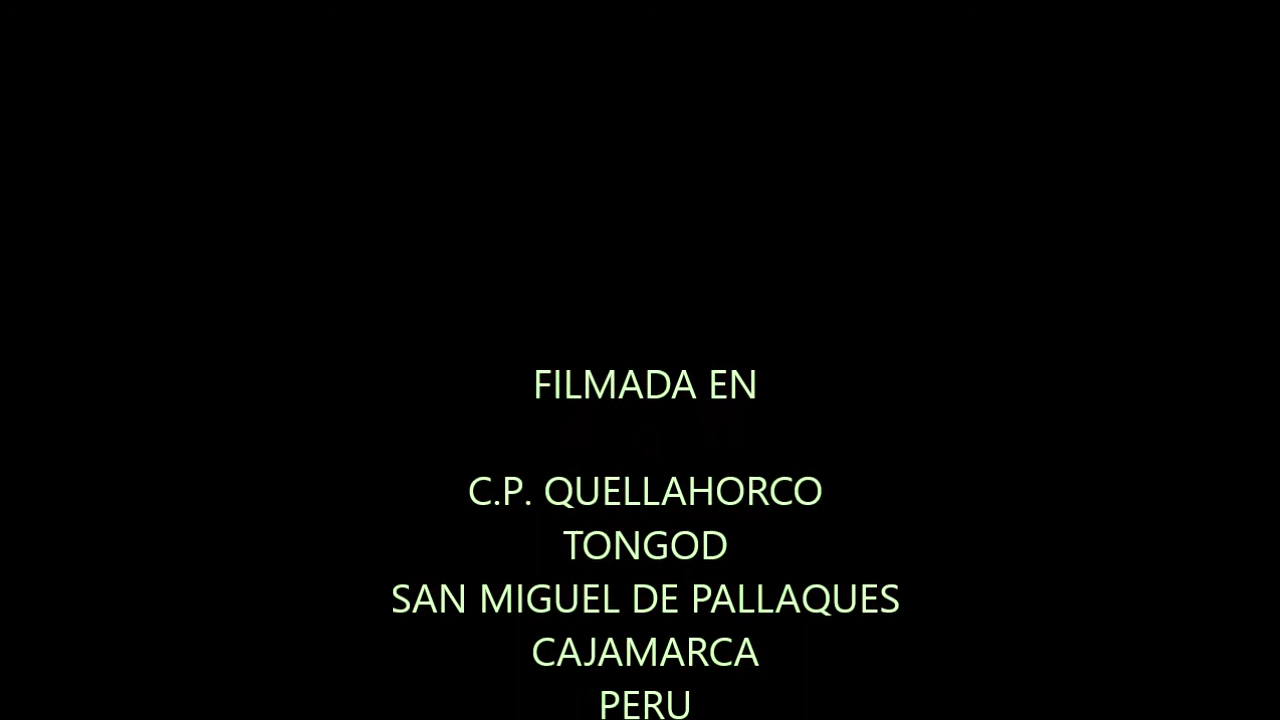 FILMADA EN
C.P. QUELLAHORCO
TONGOD
SAN MIGUEL DE PALLAQUES
CAJAMARCA
PERU